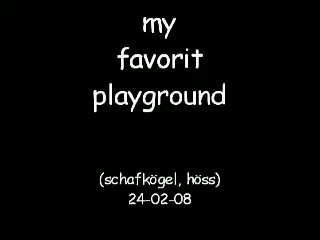 my
favorit
playground
(schafkögel, höss)
24-02-08